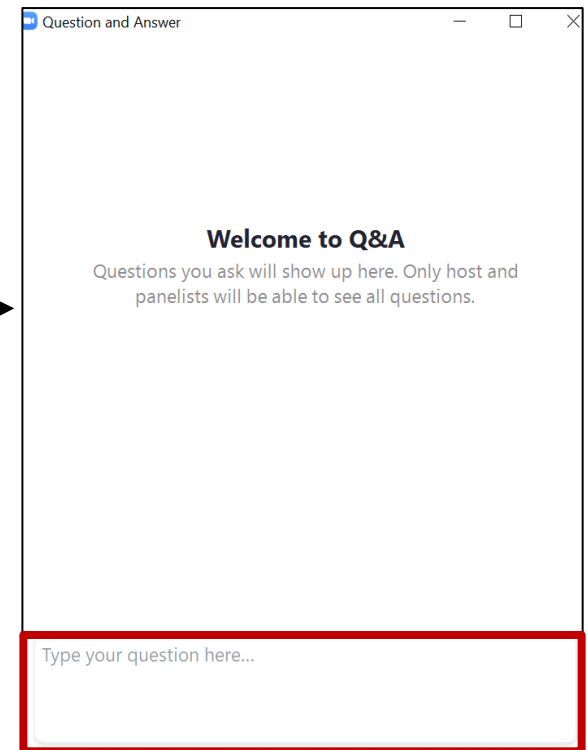 Question and Answer
Welcome to Q&A
Questions you ask will show up here. Only host and
panelists will be able to see all questions.
Type your question here...